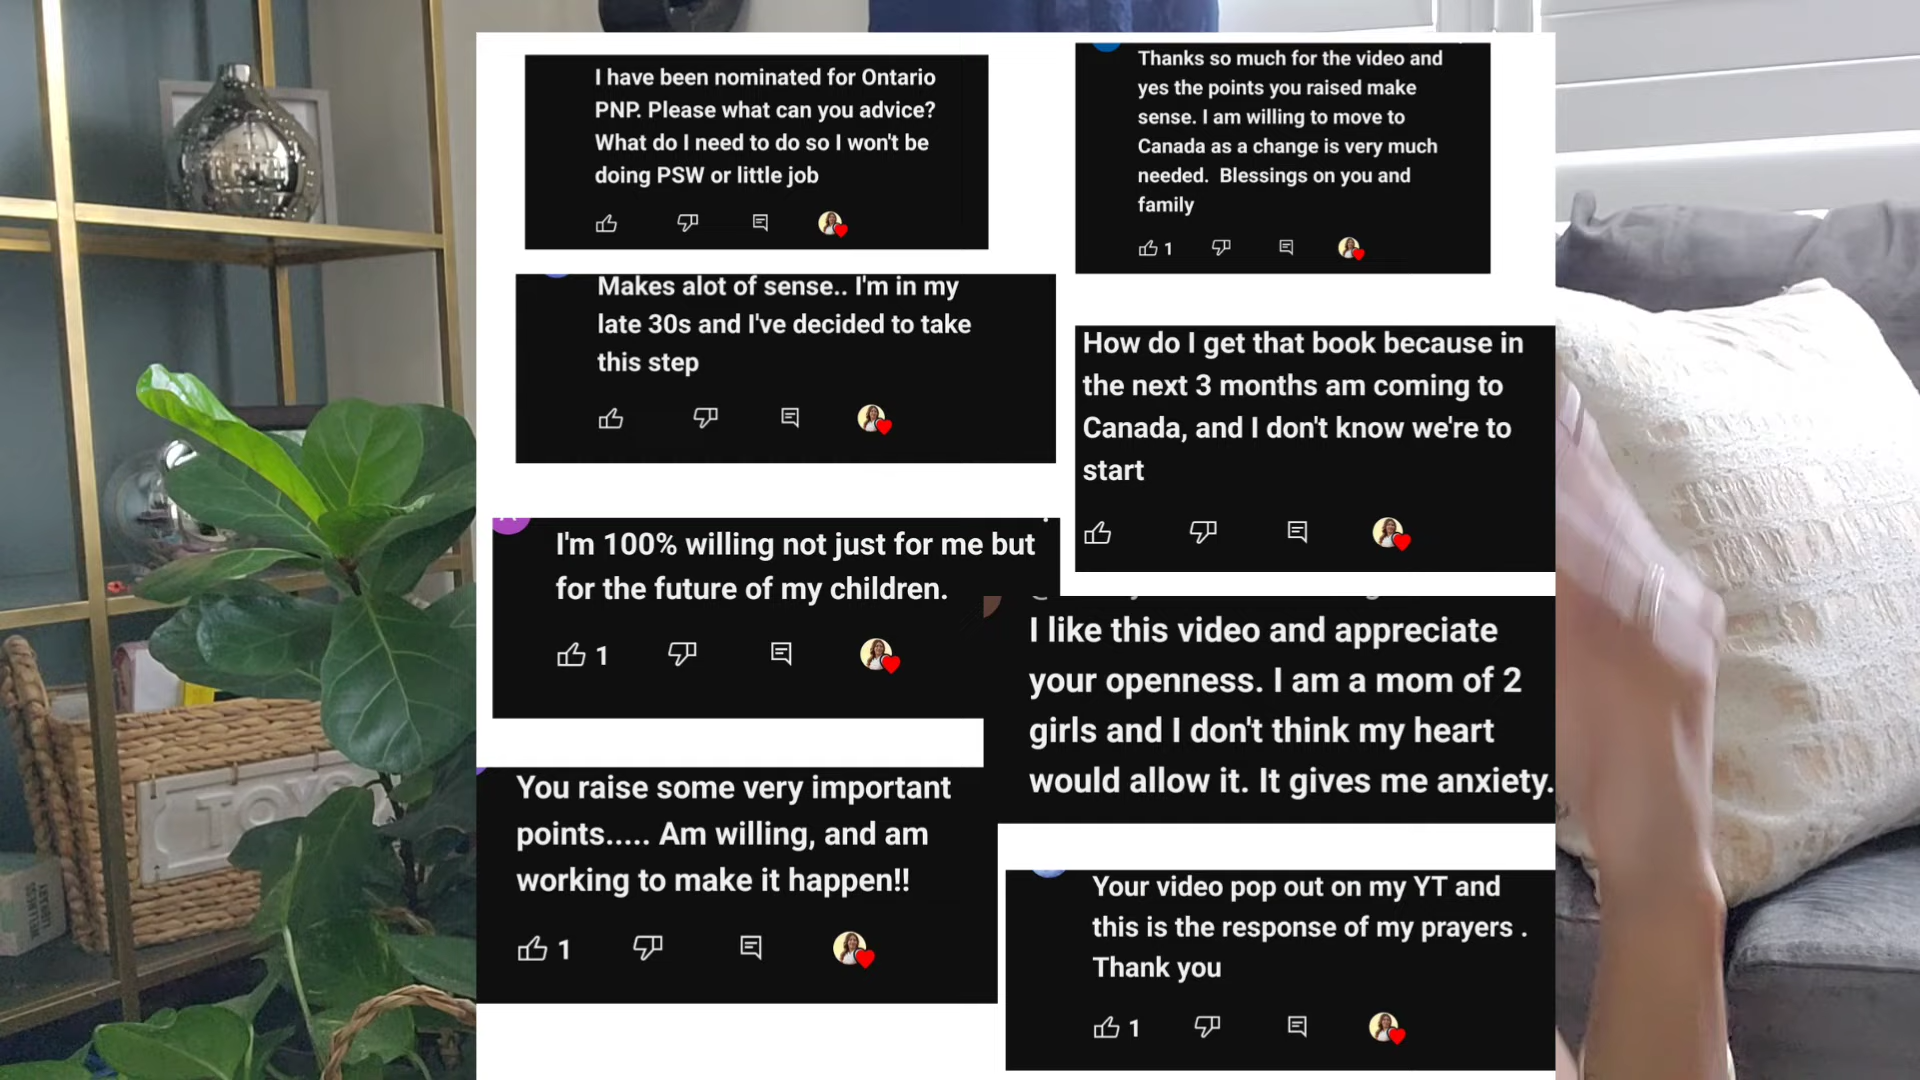 I have been nominated for Ontario
PNP. Please what can you advice?
What do I need to do so I won't be
doing PSW or little job
Thanks so much for the video and
yes the points you raised make
sense. I am willing to move to
Canada as a change is very much
needed. Blessings on you and
family
1
Makes alot of sense.. I'm in my
late 30s and I've decided to take
this step
How do I get that book because in
the next 3 months am coming to
Canada, and I don't know we're to
start
I'm 100% willing not just for me but
for the future of my children.
1
I like this video and appreciate
your openness. I am a mom of 2
girls and I don't think my heart
would allow it. It gives me anxiety.
You raise some very important
points..... Am willing, and am
working to make it happen!!
1
Your video pop out on my YT and
this is the response of my prayers .
Thank you
1
TOYS
WELLNESS
LIBRARY